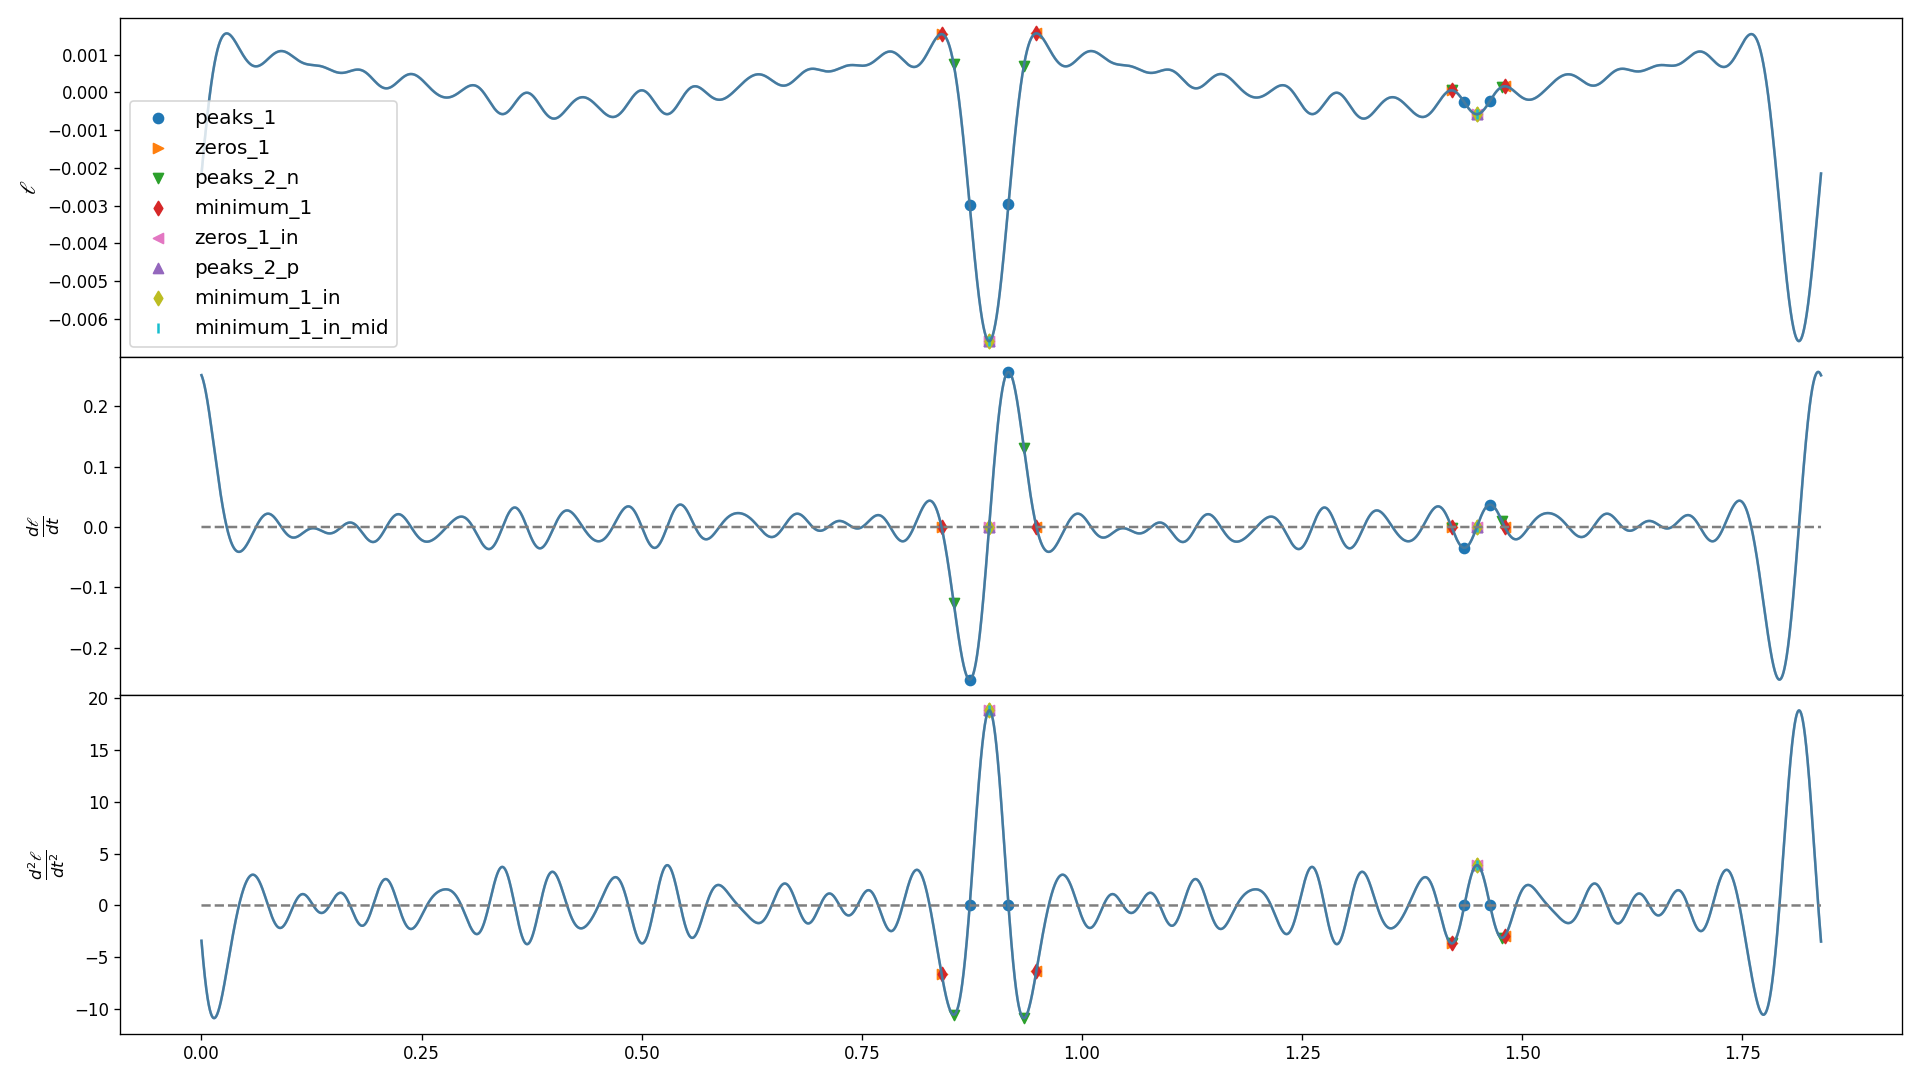 0.001
0.000
−0.001
−0.002
−0.003
−0.004
−0.005
−0.006
ℓ
peaks_1
zeros_1
peaks_2_n
minimum_1
zeros_1_in
peaks_2_p
minimum_1_in
minimum_1_in_mid
0.2
0.1
0.0
−0.1
−0.2
dℓ
dt
20
15
10
5
0
−5
−10
d²ℓ
dt²
0.00 0.25 0.50 0.75 1.00 1.25 1.50 1.75